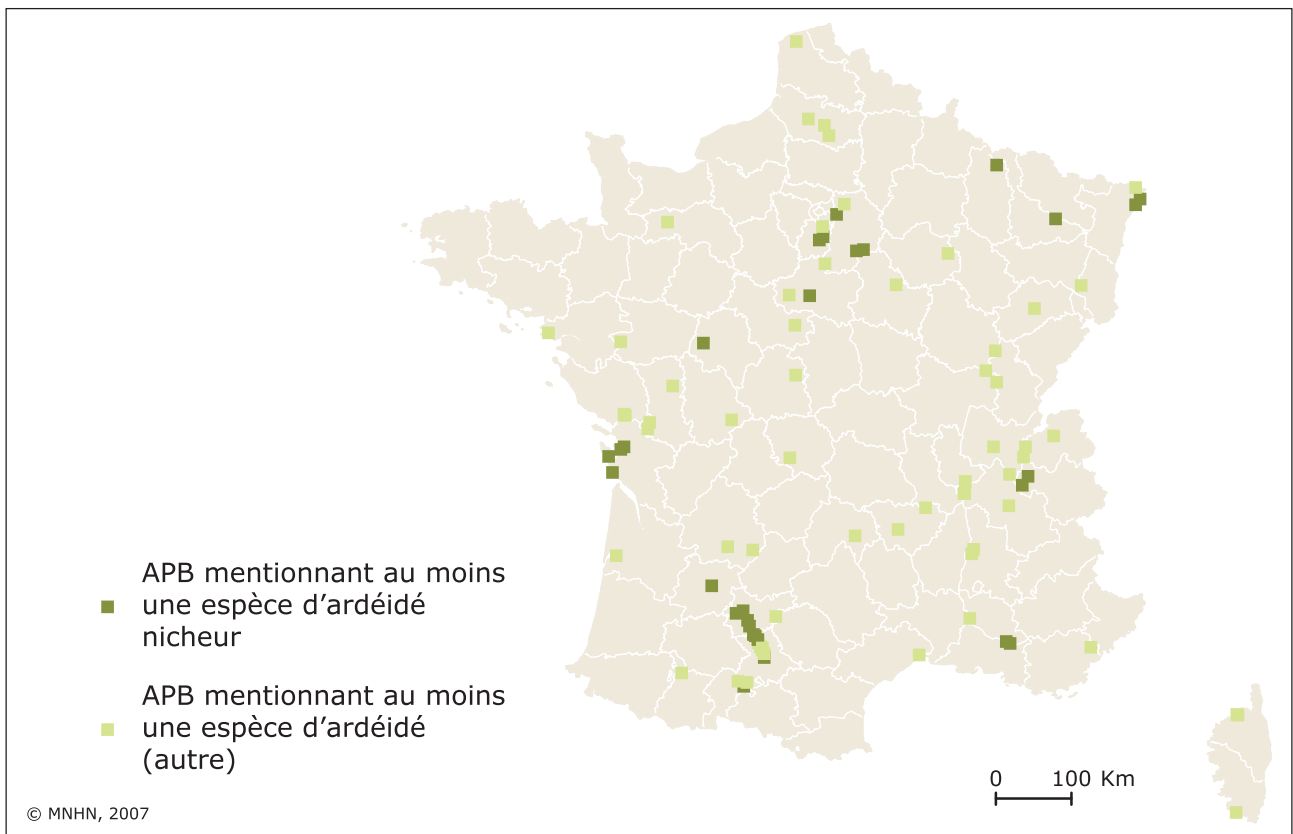 APB mentionnant au moins
une espèce d'ardéidé
nicheur
APB mentionnant au moins
une espèce d'ardéidé
(autre)
0 100 Km
© MNHN, 2007